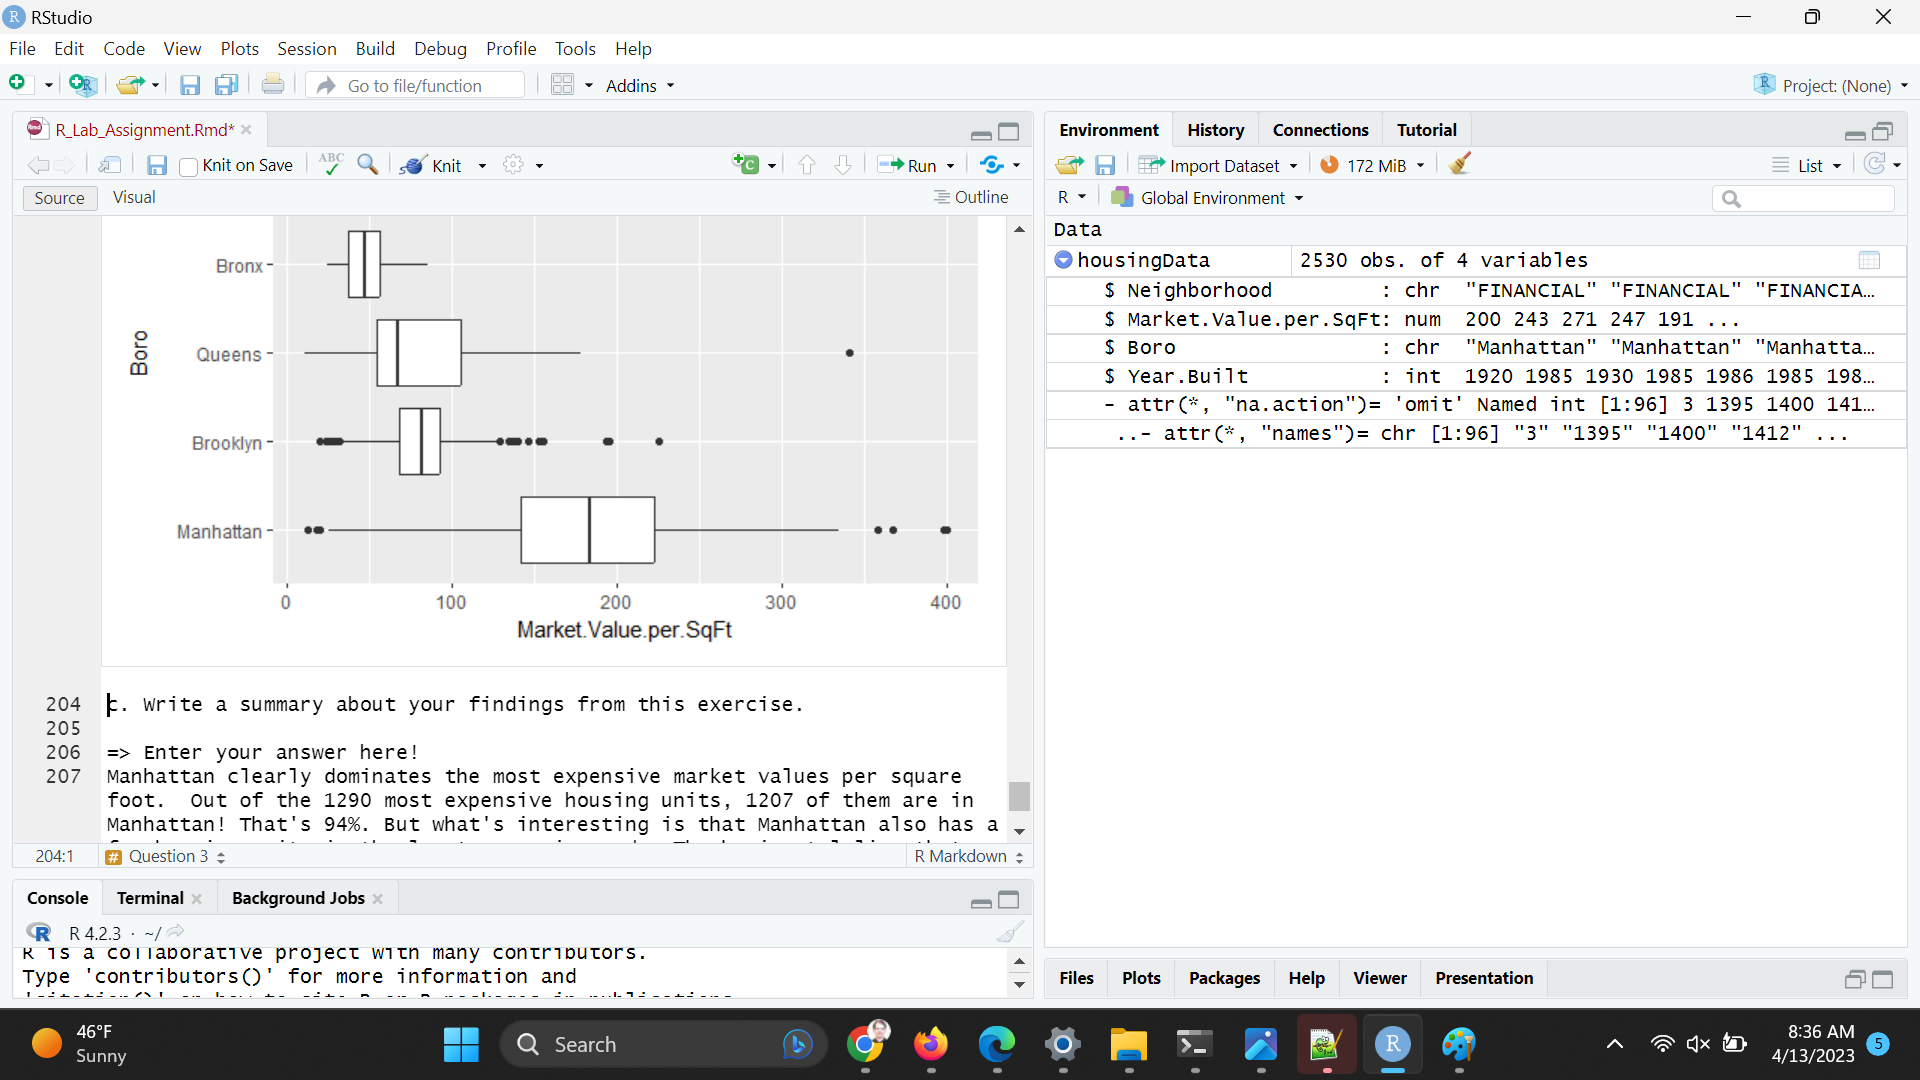 RStudio
File Edit Code View Plots Session Build Debug Profile Tools Help
Go to file/function Addins Project: (None)
R_Lab_Assignment.Rmd*
Knit on Save ABC Knit Run
Source Visual Outline
Bronx
Queens
Brooklyn
Manhattan
Boro
0 100 200 300 400
Market.Value.per.SqFt
204 c. Write a summary about your findings from this exercise.
205
206 => Enter your answer here!
207 Manhattan clearly dominates the most expensive market values per square
foot.  Out of the 1290 most expensive housing units, 1207 of them are in
Manhattan! That's 94%. But what's interesting is that Manhattan also has a
204:1 # Question 3 R Markdown
Console Terminal Background Jobs
R 4.2.3 · ~/
R is a collaborative project with many contributors.
Type 'contributors()' for more information and
Environment History Connections Tutorial
Import Dataset 172 MiB List
R Global Environment
Data
housingData 2530 obs. of 4 variables
$ Neighborhood : chr "FINANCIAL" "FINANCIAL" "FINANCIA…
$ Market.Value.per.SqFt: num 200 243 271 247 191 ...
$ Boro : chr "Manhattan" "Manhattan" "Manhatta…
$ Year.Built : int 1920 1985 1930 1985 1986 1985 198…
- attr(*, "na.action")= 'omit' Named int [1:96] 3 1395 1400 141…
..- attr(*, "names")= chr [1:96] "3" "1395" "1400" "1412" ...
Files Plots Packages Help Viewer Presentation
46°F
Sunny
Search
8:36 AM
4/13/2023
5